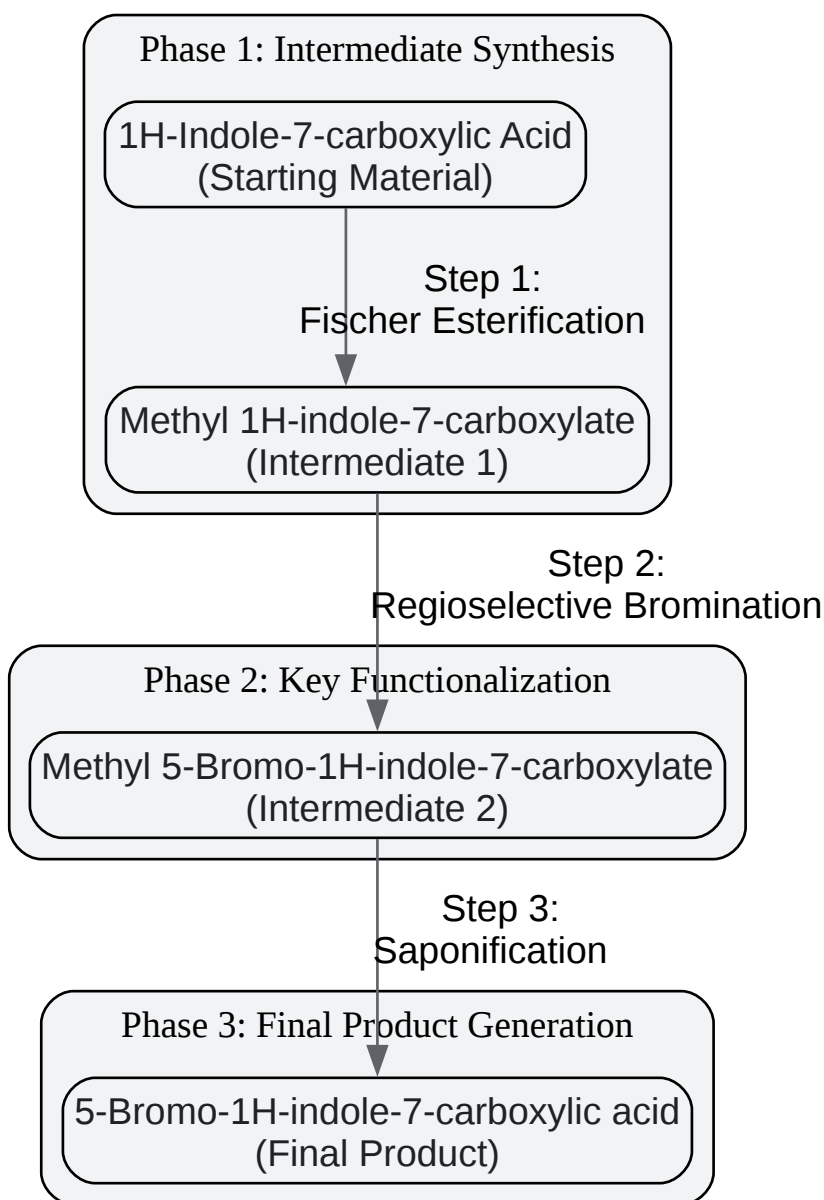 Phase 1: Intermediate Synthesis
1H-Indole-7-carboxylic Acid
(Starting Material)
Step 1:
Fischer Esterification
Methyl 1H-indole-7-carboxylate
(Intermediate 1)
Step 2:
Regioselective Bromination
Phase 2: Key Functionalization
Methyl 5-Bromo-1H-indole-7-carboxylate
(Intermediate 2)
Step 3:
Saponification
Phase 3: Final Product Generation
5-Bromo-1H-indole-7-carboxylic acid
(Final Product)